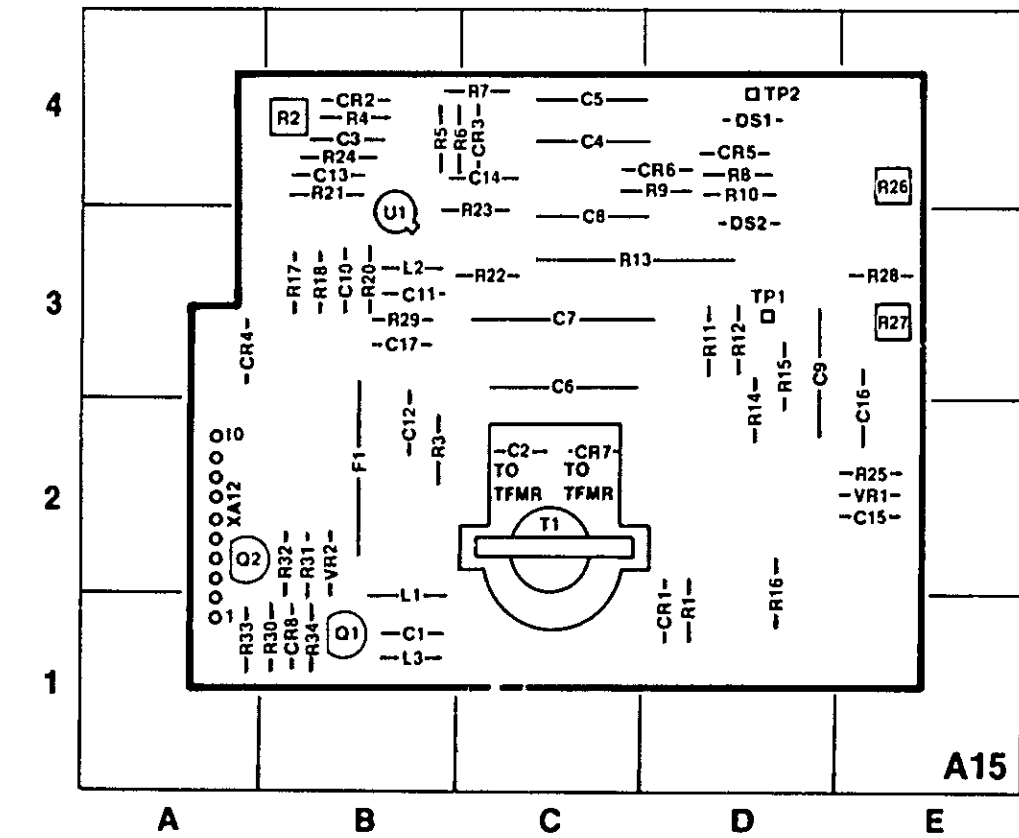 4
R2
CR2
R4
C3
R24
C13
R21
U1
R5
R6
CR3
R7
C14
R23
C5
C4
C8
TP2
DS1
CR5
CR6
R8
R9
R10
DS2
R26
3
R17
R18
C10
R20
L2
C11
R29
C17
R22
R13
C7
C6
TP1
R11
R12
R15
R14
C9
R28
R27
C16
CR4
2
10
XA12
1
Q2
F1
C12
R3
R32
R31
VR2
C2
CR7
TO
TO
TFMR
TFMR
T1
R25
VR1
C15
1
R33
R30
CR8
R34
Q1
L1
C1
L3
CR1
R1
R16
A15
A
B
C
D
E